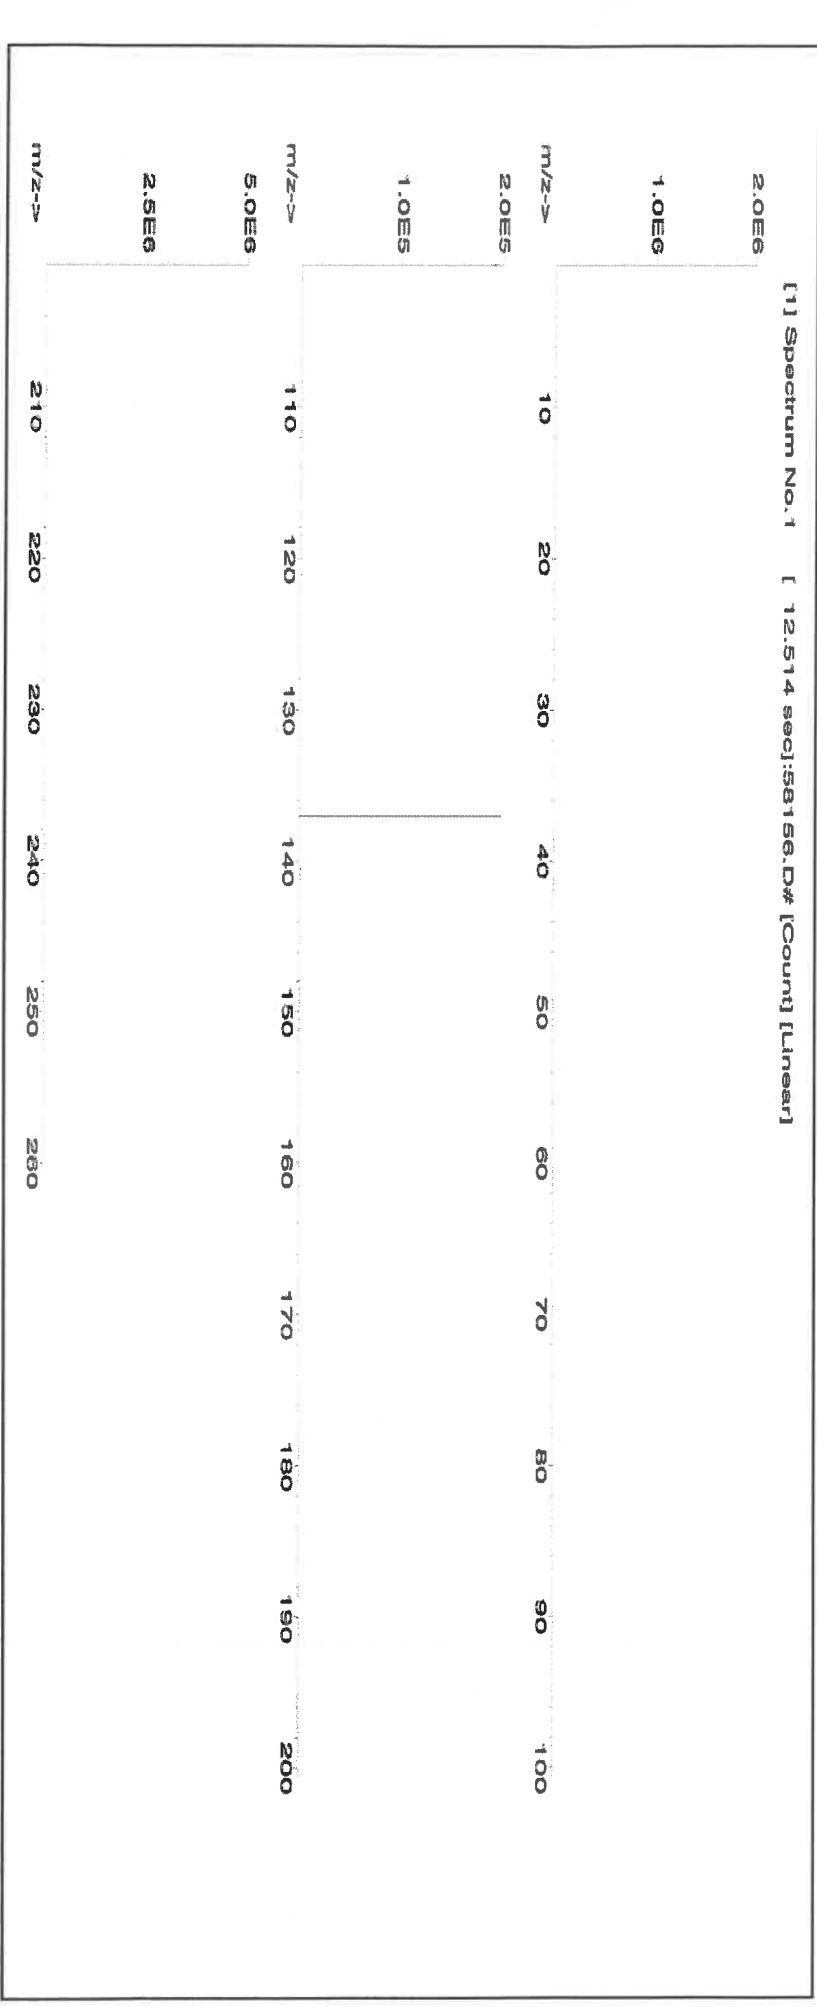 [1] Spectrum No.1 [ 12.514 sec]:58156.D# [Count] [Linear]
2.0E6
1.0E6
m/z-> 10 20 30 40 50 60 70 80 90 100
2.0E5
1.0E5
m/z-> 110 120 130 140 150 160 170 180 190 200
5.0E6
2.5E6
m/z-> 210 220 230 240 250 260